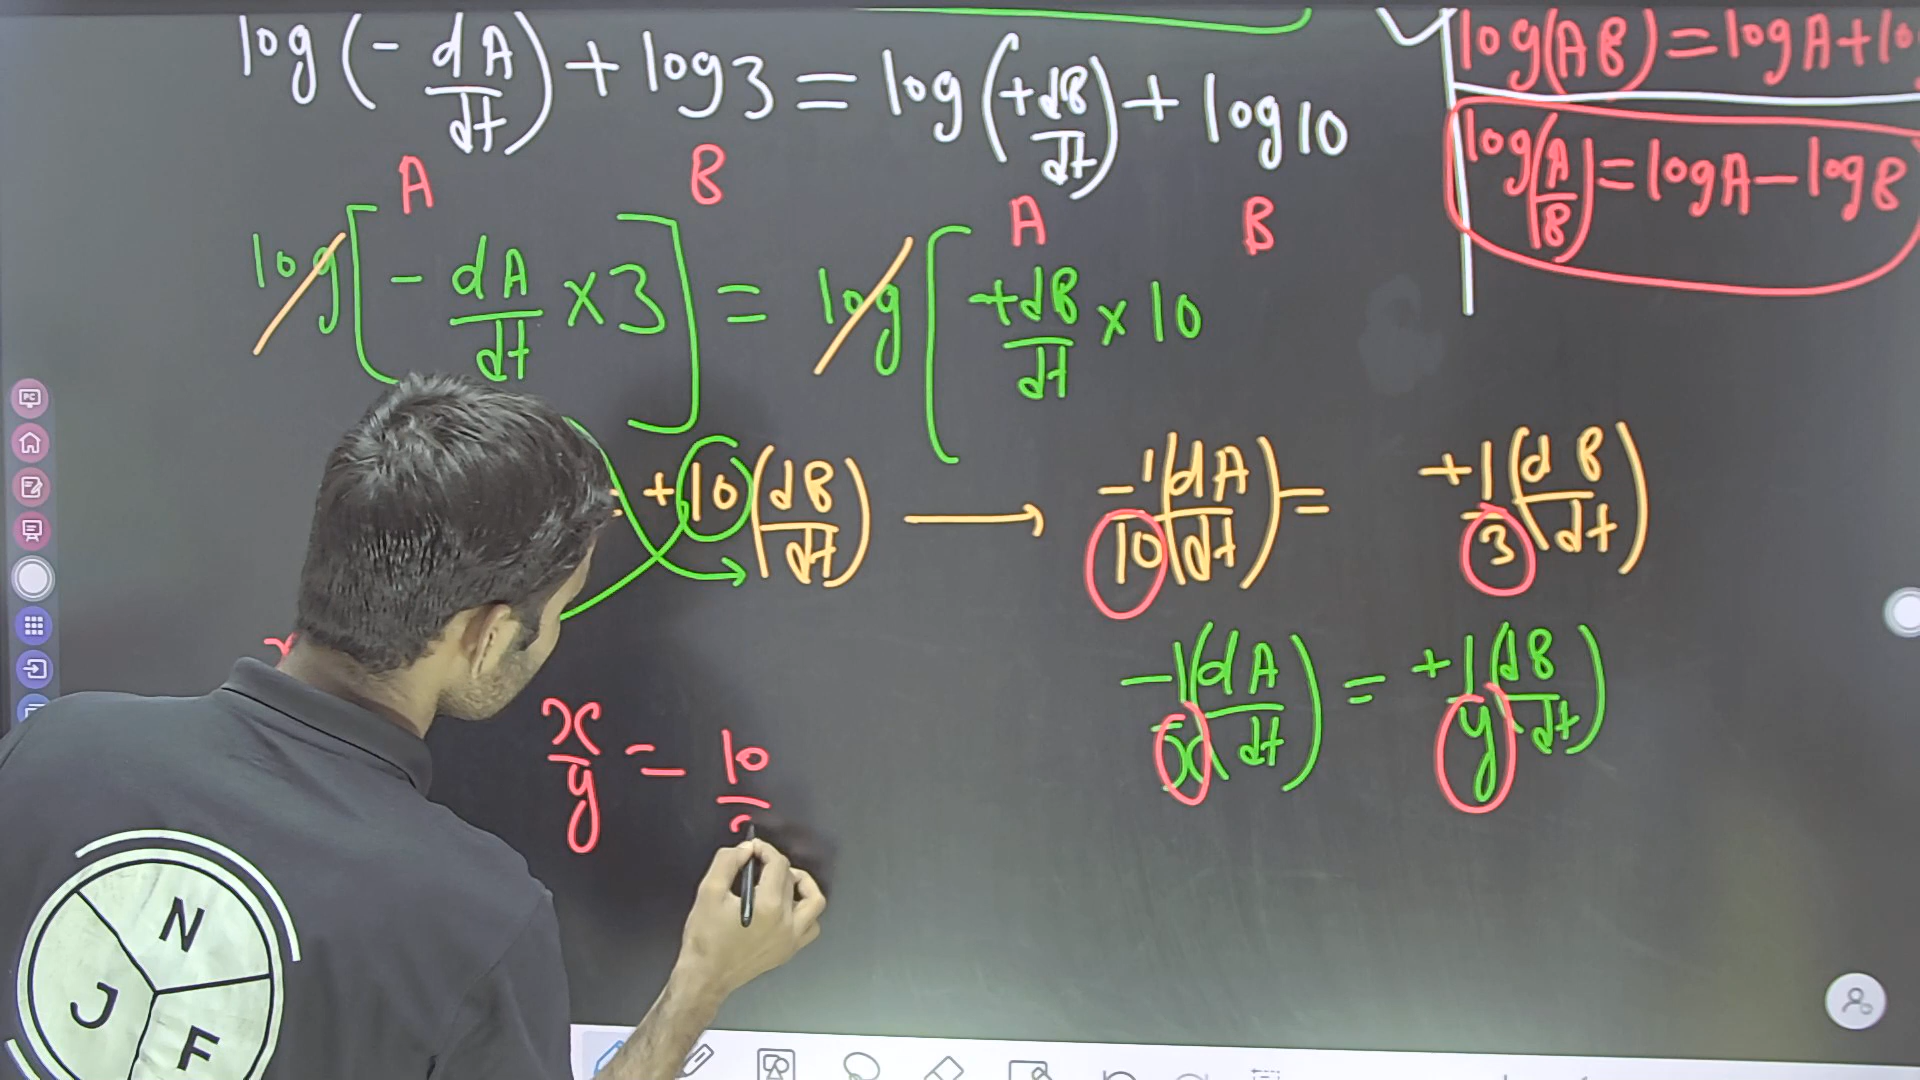 log(-dA/dt) + log3 = log(+dB/dt) + log10
A B A B
log(AB) = logA + lo
log(A/B) = logA - logB
log[-dA/dt × 3] = log[+dB/dt × 10
+10(dB/dt) → -1/10(dA/dt) = +1/3(dB/dt)
-1/x(dA/dt) = +1/y(dB/dt)
x/y = 10/
N
J
F
PC